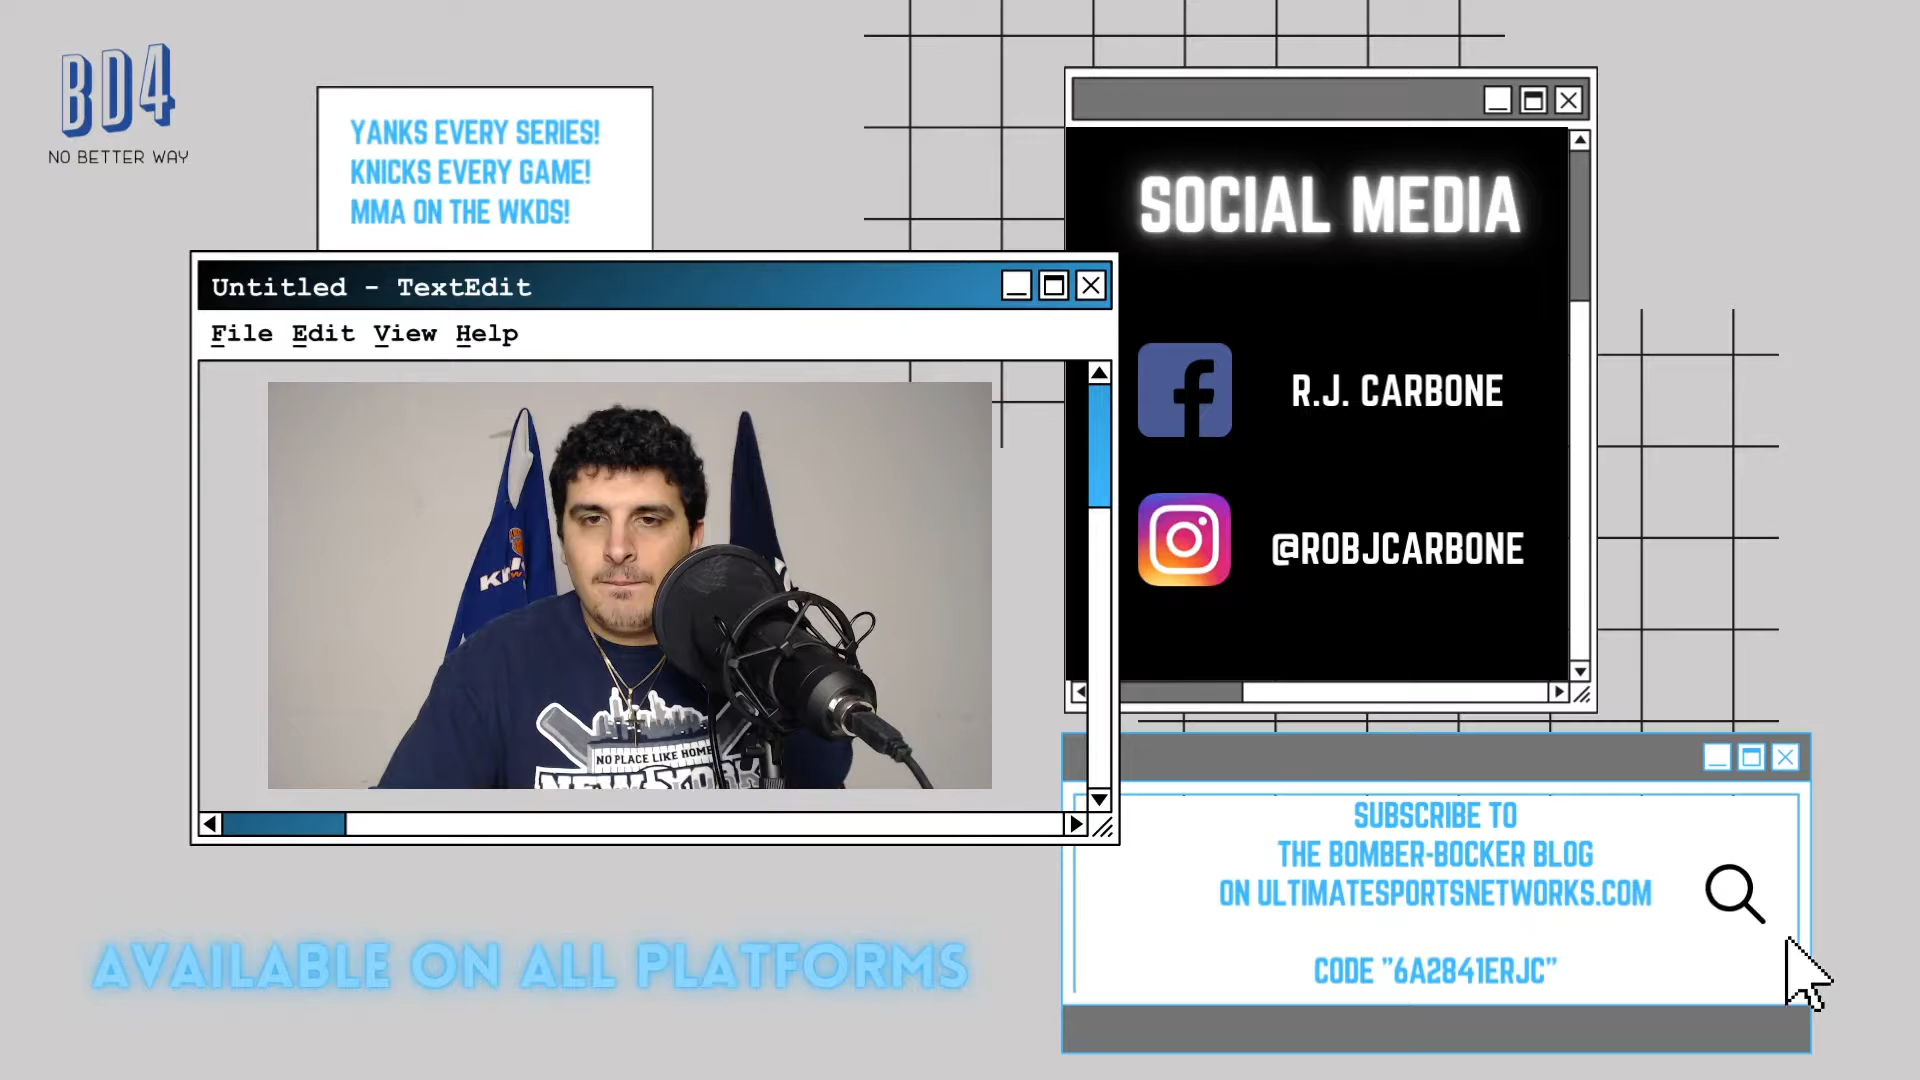 BD4
NO BETTER WAY
YANKS EVERY SERIES!
KNICKS EVERY GAME!
MMA ON THE WKDS!
Untitled - TextEdit
File Edit View Help
NO PLACE LIKE HOME
NEW YORK
SOCIAL MEDIA
R.J. CARBONE
@ROBJCARBONE
SUBSCRIBE TO
THE BOMBER-BOCKER BLOG
ON ULTIMATESPORTSNETWORKS.COM
CODE "6A2841ERJC"
AVAILABLE ON ALL PLATFORMS